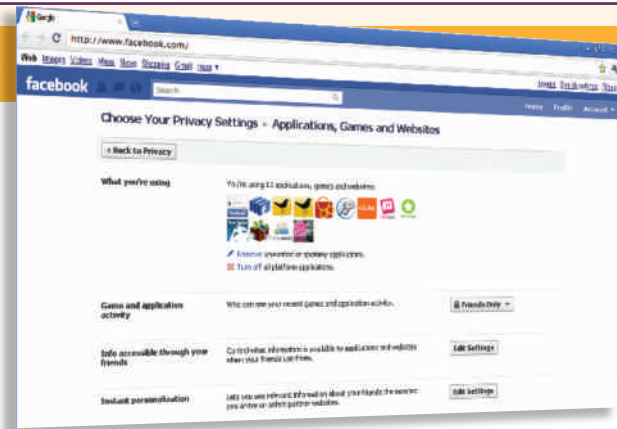 Google
http://www.facebook.com/
Web Images Videos Maps News Shopping Gmail more
facebook
Search
Home Profile Account
Choose Your Privacy Settings ▸ Applications, Games and Websites
Back to Privacy
What you're using
You're using 13 applications, games and websites.
Remove unwanted or spammy applications.
Turn off all platform applications.
Game and application activity
Who can see your recent games and application activity.
Friends Only
Info accessible through your friends
Control what information is available to applications and websites
when your friends use them.
Edit Settings
Instant personalisation
Lets you see relevant information about your friends the moment
you arrive on select partner websites.
Edit Settings